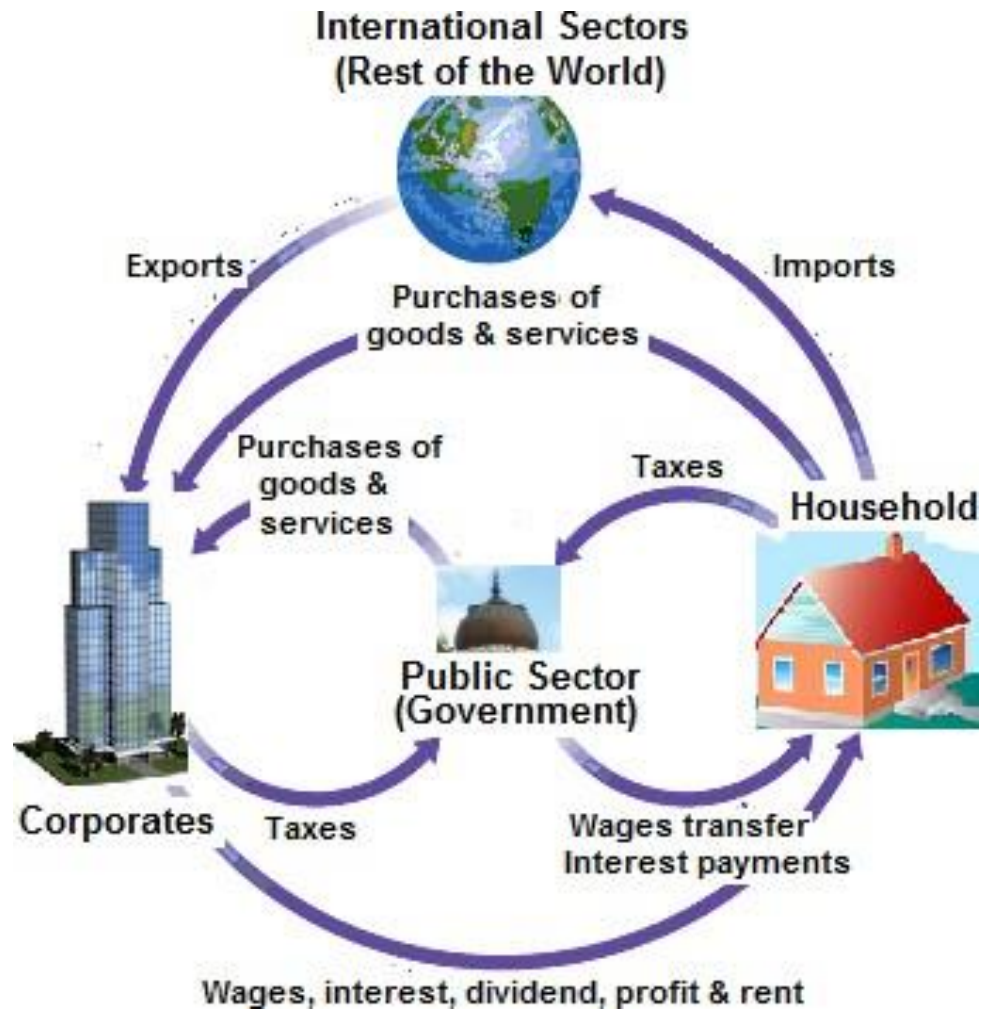 International Sectors
(Rest of the World)
Exports
Imports
Purchases of
goods & services
Purchases of
goods &
services
Taxes
Household
Public Sector
(Government)
Corporates
Taxes
Wages transfer
Interest payments
Wages, interest, dividend, profit & rent